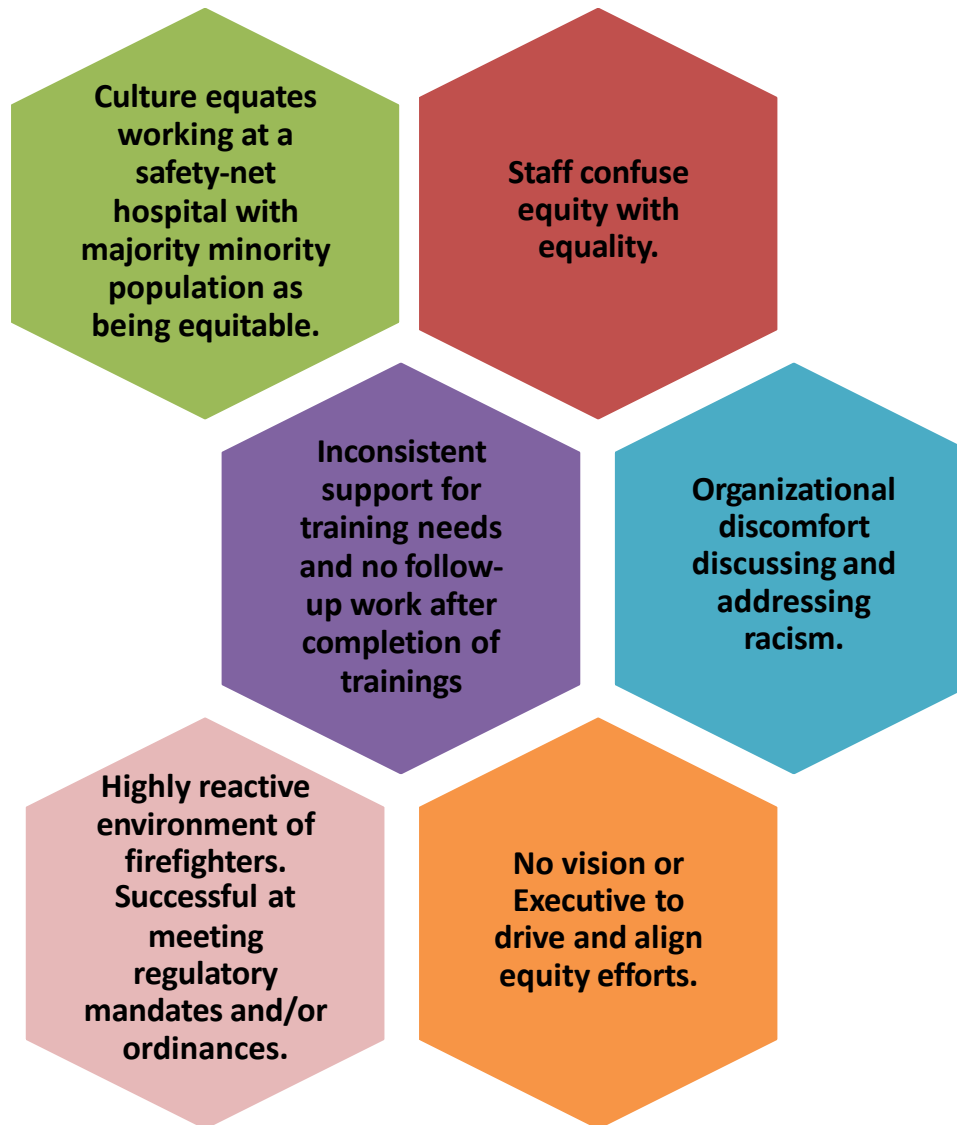 Culture equates
working at a
safety-net
hospital with
majority minority
population as
being equitable.
Staff confuse
equity with
equality.
Inconsistent
support for
training needs
and no follow-
up work after
completion of
trainings
Organizational
discomfort
discussing and
addressing
racism.
Highly reactive
environment of
firefighters.
Successful at
meeting
regulatory
mandates and/or
ordinances.
No vision or
Executive to
drive and align
equity efforts.